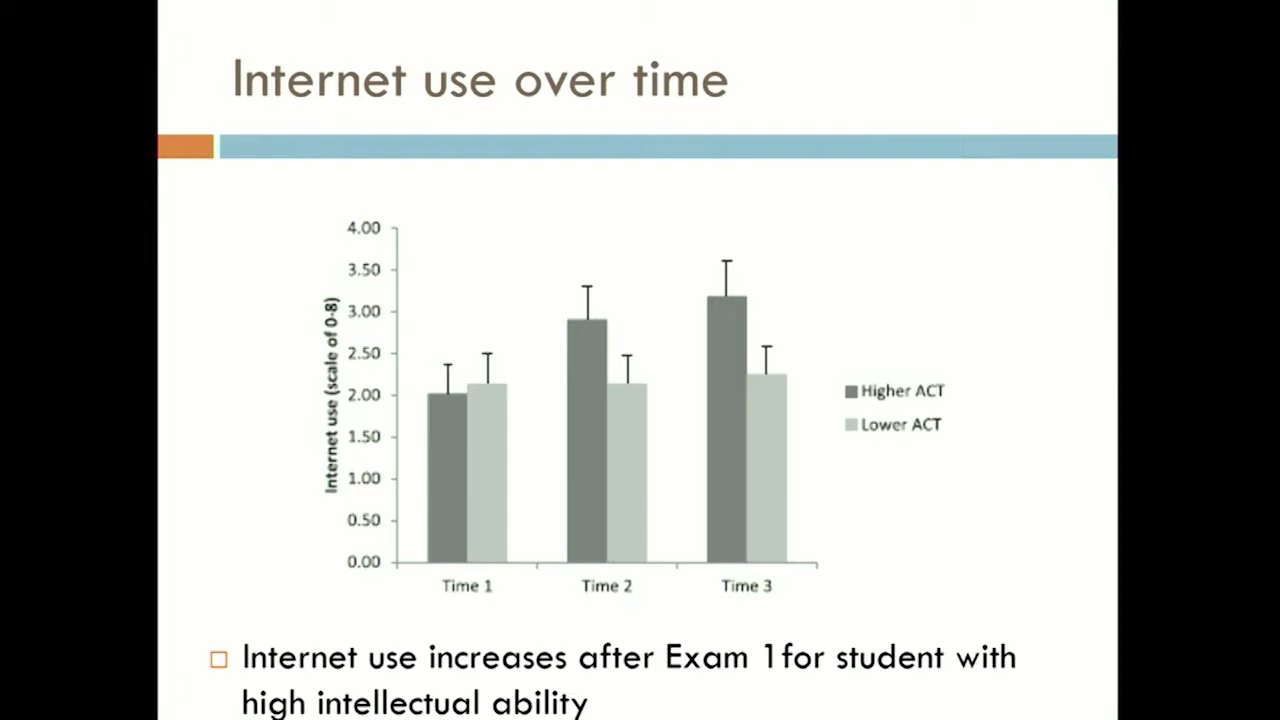 Internet use over time
4.00
3.50
3.00
2.50
2.00
1.50
1.00
0.50
0.00
Internet use (scale of 0-8)
Time 1
Time 2
Time 3
Higher ACT
Lower ACT
Internet use increases after Exam 1for student with
high intellectual ability